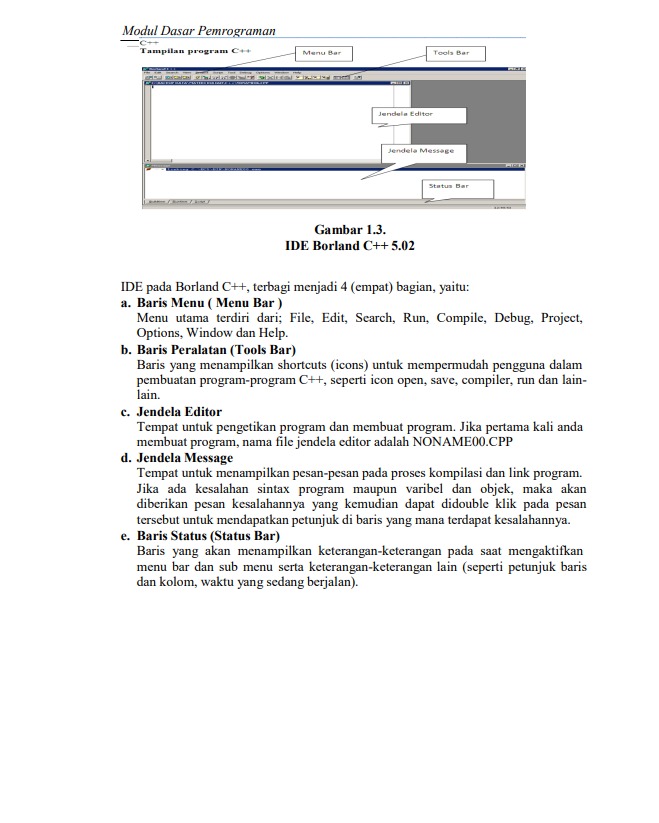 Modul Dasar Pemrograman
C++
Tampilan program C++
Menu Bar
Tools Bar
Jendela Editor
Jendela Message
Status Bar
Gambar 1.3.
IDE Borland C++ 5.02
IDE pada Borland C++, terbagi menjadi 4 (empat) bagian, yaitu:
a. Baris Menu ( Menu Bar )
Menu utama terdiri dari; File, Edit, Search, Run, Compile, Debug, Project,
Options, Window dan Help.
b. Baris Peralatan (Tools Bar)
Baris yang menampilkan shortcuts (icons) untuk mempermudah pengguna dalam
pembuatan program-program C++, seperti icon open, save, compiler, run dan lain-
lain.
c. Jendela Editor
Tempat untuk pengetikan program dan membuat program. Jika pertama kali anda
membuat program, nama file jendela editor adalah NONAME00.CPP
d. Jendela Message
Tempat untuk menampilkan pesan-pesan pada proses kompilasi dan link program.
Jika ada kesalahan sintax program maupun varibel dan objek, maka akan
diberikan pesan kesalahannya yang kemudian dapat didouble klik pada pesan
tersebut untuk mendapatkan petunjuk di baris yang mana terdapat kesalahannya.
e. Baris Status (Status Bar)
Baris yang akan menampilkan keterangan-keterangan pada saat mengaktifkan
menu bar dan sub menu serta keterangan-keterangan lain (seperti petunjuk baris
dan kolom, waktu yang sedang berjalan).